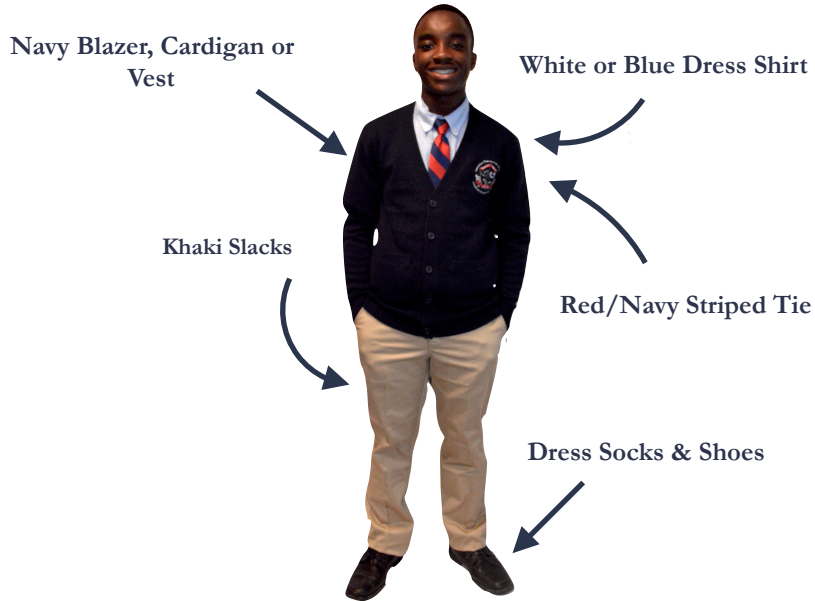 Navy Blazer, Cardigan or
Vest
White or Blue Dress Shirt
Khaki Slacks
Red/Navy Striped Tie
Dress Socks & Shoes